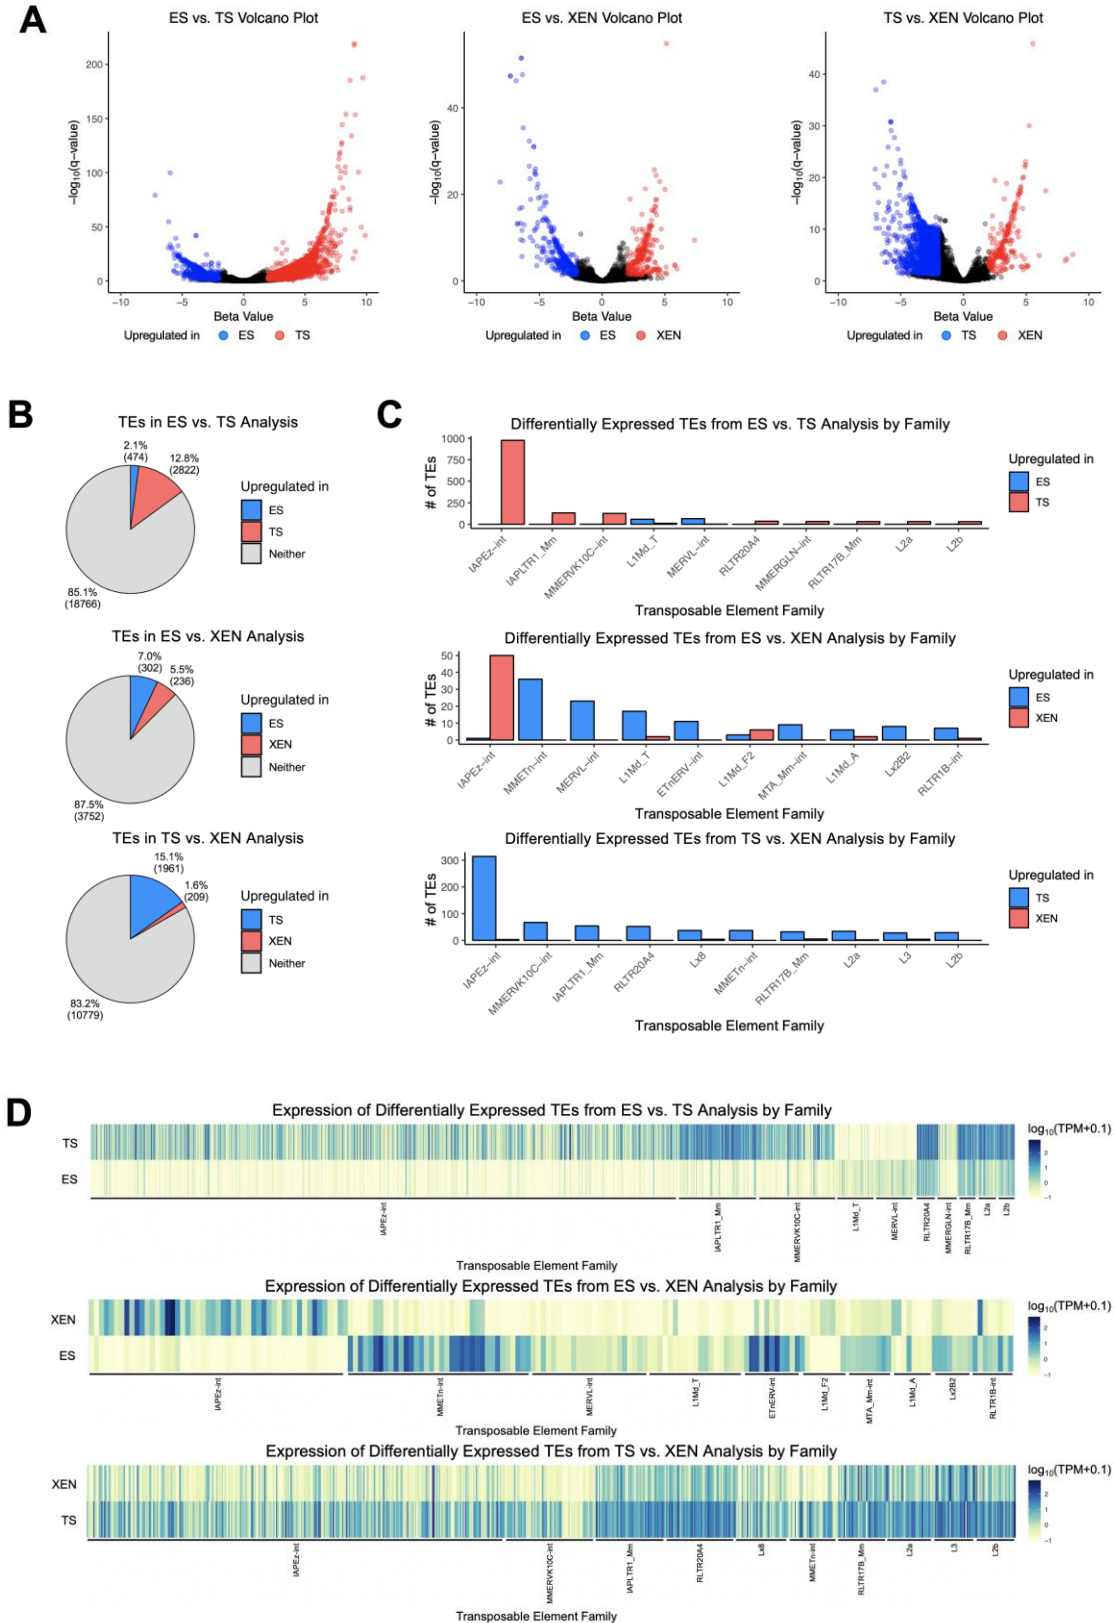 A
ES vs. TS Volcano Plot
ES vs. XEN Volcano Plot
TS vs. XEN Volcano Plot
−log10(q−value)
200
150
100
50
0
−10
−5
0
5
10
Beta Value
Upregulated in ES TS
−log10(q−value)
40
20
0
−10
−5
0
5
10
Beta Value
Upregulated in ES XEN
−log10(q−value)
40
30
20
10
0
−10
−5
0
5
10
Beta Value
Upregulated in TS XEN
B
TEs in ES vs. TS Analysis
2.1%
(474)
12.8%
(2822)
85.1%
(18766)
Upregulated in
ES
TS
Neither
TEs in ES vs. XEN Analysis
7.0%
(302)
5.5%
(236)
87.5%
(3752)
Upregulated in
ES
XEN
Neither
TEs in TS vs. XEN Analysis
15.1%
(1961)
1.6%
(209)
83.2%
(10779)
Upregulated in
TS
XEN
Neither
C
Differentially Expressed TEs from ES vs. TS Analysis by Family
# of TEs
1000
750
500
250
0
IAPEz−int
IAPLTR1_Mm
MMERVK10C−int
L1Md_T
MERVL−int
RLTR20A4
MMERGLN−int
RLTR17B_Mm
L2a
L2b
Transposable Element Family
Upregulated in
ES
TS
Differentially Expressed TEs from ES vs. XEN Analysis by Family
# of TEs
50
40
30
20
10
0
IAPEz−int
MMETn−int
MERVL−int
L1Md_T
ETnERV−int
L1Md_F2
MTA_Mm−int
L1Md_A
Lx2B2
RLTR1B−int
Transposable Element Family
Upregulated in
ES
XEN
Differentially Expressed TEs from TS vs. XEN Analysis by Family
# of TEs
300
200
100
0
IAPEz−int
MMERVK10C−int
IAPLTR1_Mm
RLTR20A4
Lx8
MMETn−int
RLTR17B_Mm
L2a
L3
L2b
Transposable Element Family
Upregulated in
TS
XEN
D
Expression of Differentially Expressed TEs from ES vs. TS Analysis by Family
TS
ES
IAPEz-int
IAPLTR1_Mm
MMERVK10C-int
L1Md_T
MERVL-int
RLTR20A4
MMERGLN-int
RLTR17B_Mm
L2a
L2b
Transposable Element Family
log10(TPM+0.1)
2
1
0
−1
Expression of Differentially Expressed TEs from ES vs. XEN Analysis by Family
XEN
ES
IAPEz-int
MMETn-int
MERVL-int
L1Md_T
ETnERV-int
L1Md_F2
MTA_Mm-int
L1Md_A
Lx2B2
RLTR1B-int
Transposable Element Family
log10(TPM+0.1)
2
1
0
−1
Expression of Differentially Expressed TEs from TS vs. XEN Analysis by Family
XEN
TS
IAPEz-int
MMERVK10C-int
IAPLTR1_Mm
RLTR20A4
Lx8
MMETn-int
RLTR17B_Mm
L2a
L3
L2b
Transposable Element Family
log10(TPM+0.1)
2
1
0
−1